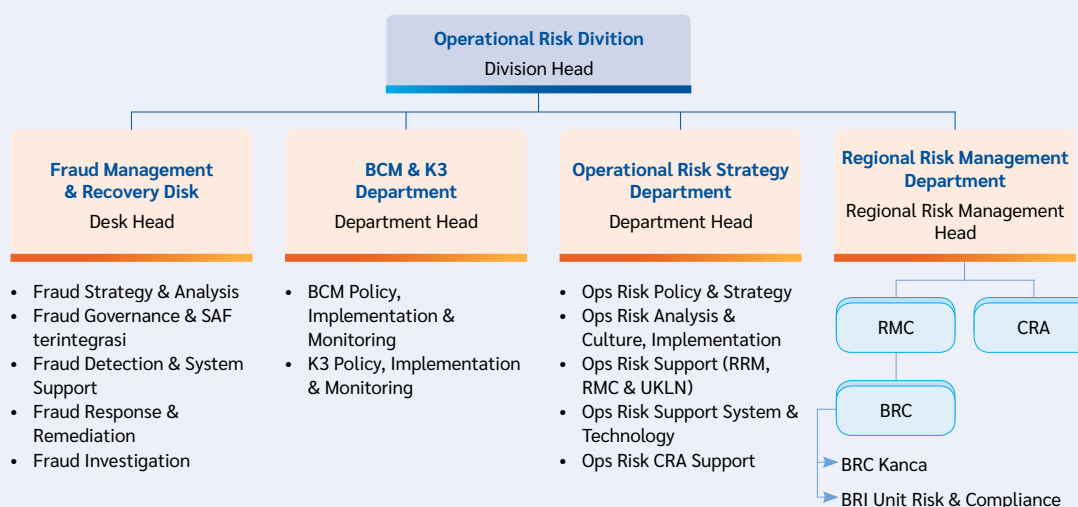 Operational Risk Divition
Division Head
Fraud Management
& Recovery Disk
Desk Head
• Fraud Strategy & Analysis
• Fraud Governance & SAF
terintegrasi
• Fraud Detection & System
Support
• Fraud Response &
Remediation
• Fraud Investigation
BCM & K3
Department
Department Head
• BCM Policy,
Implementation &
Monitoring
• K3 Policy, Implementation
& Monitoring
Operational Risk Strategy
Department
Department Head
• Ops Risk Policy & Strategy
• Ops Risk Analysis &
Culture, Implementation
• Ops Risk Support (RRM,
RMC & UKLN)
• Ops Risk Support System &
Technology
• Ops Risk CRA Support
Regional Risk Management
Department
Regional Risk Management
Head
RMC
CRA
BRC
BRC Kanca
BRI Unit Risk & Compliance